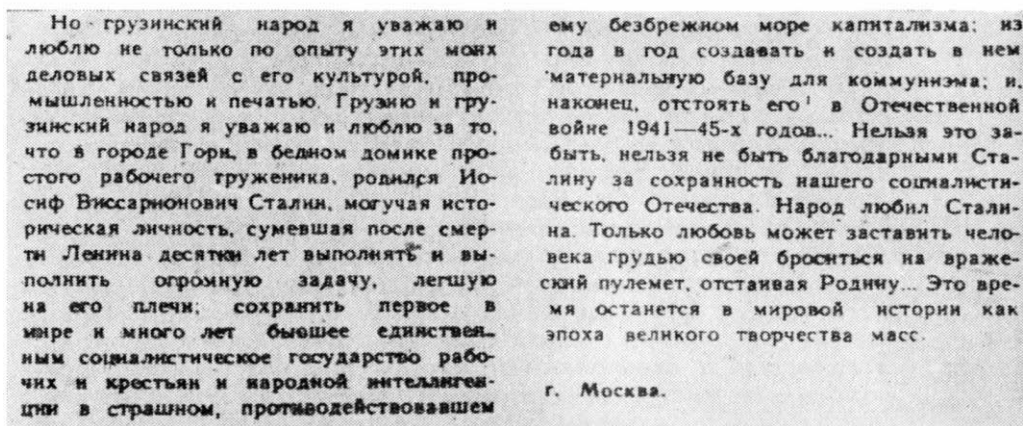 Но грузинский народ я уважаю и
люблю не только по опыту этих моих
деловых связей с его культурой, про-
мышленностью и печатью. Грузию и гру-
зинский народ я уважаю и люблю за то,
что в городе Гори, в бедном домике про-
стого рабочего труженика, родился Ио-
сиф Виссарионович Сталин, могучая исто-
рическая личность, сумевшая после смер-
ти Ленина десятки лет выполнять и вы-
полнить огромную задачу, легшую
на его плечи; сохранить первое в
мире и много лет бывшее единствен-
ным социалистическое государство рабо-
чих и крестьян и народной интеллиген-
ции в страшном, противодействовавшем
ему безбрежном море капитализма; из
года в год создавать и создать в нем
материальную базу для коммунизма; и,
наконец, отстоять его¹ в Отечественной
войне 1941—45-х годов... Нельзя это за-
быть, нельзя не быть благодарными Ста-
лину за сохранность нашего социалисти-
ческого Отечества. Народ любил Стали-
на. Только любовь может заставить чело-
века грудью своей броситься на враже-
ский пулемет, отстаивая Родину... Это вре-
мя останется в мировой истории как
эпоха великого творчества масс.
г. Москва.